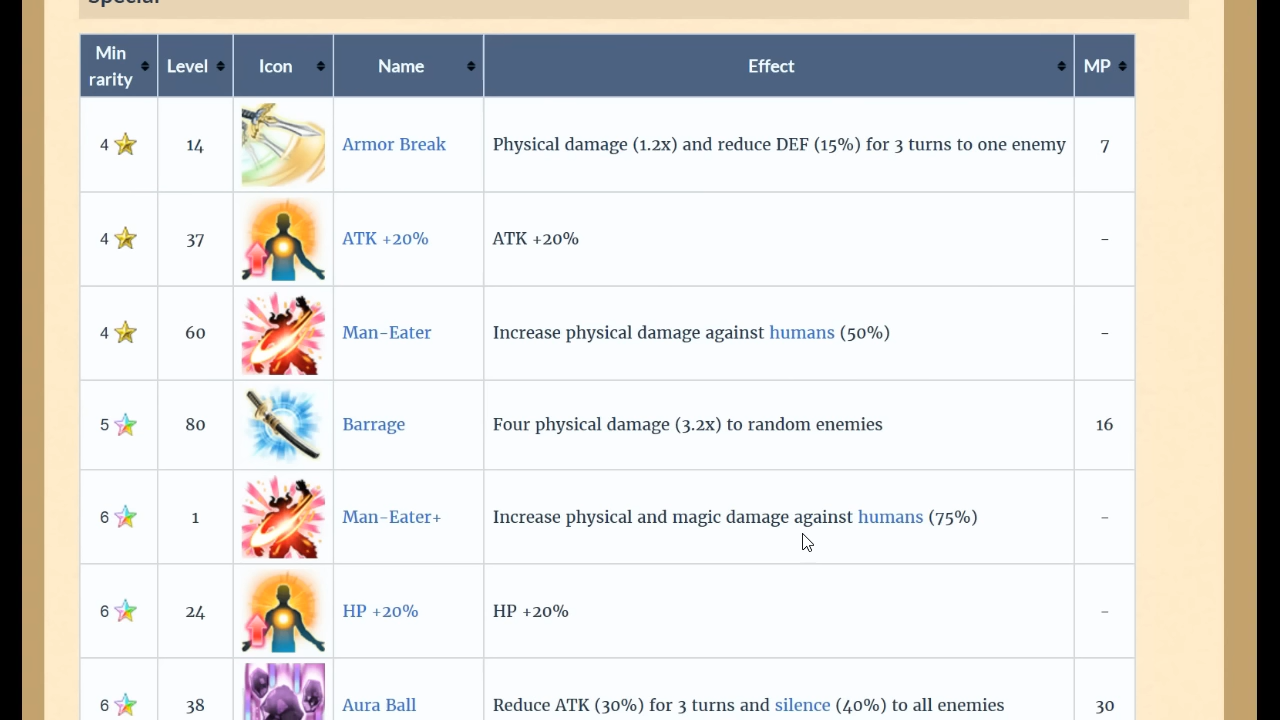 Special
Min rarity Level Icon Name Effect MP
4 14 Armor Break Physical damage (1.2x) and reduce DEF (15%) for 3 turns to one enemy 7
4 37 ATK +20% ATK +20% -
4 60 Man-Eater Increase physical damage against humans (50%) -
5 80 Barrage Four physical damage (3.2x) to random enemies 16
6 1 Man-Eater+ Increase physical and magic damage against humans (75%) -
6 24 HP +20% HP +20% -
6 38 Aura Ball Reduce ATK (30%) for 3 turns and silence (40%) to all enemies 30